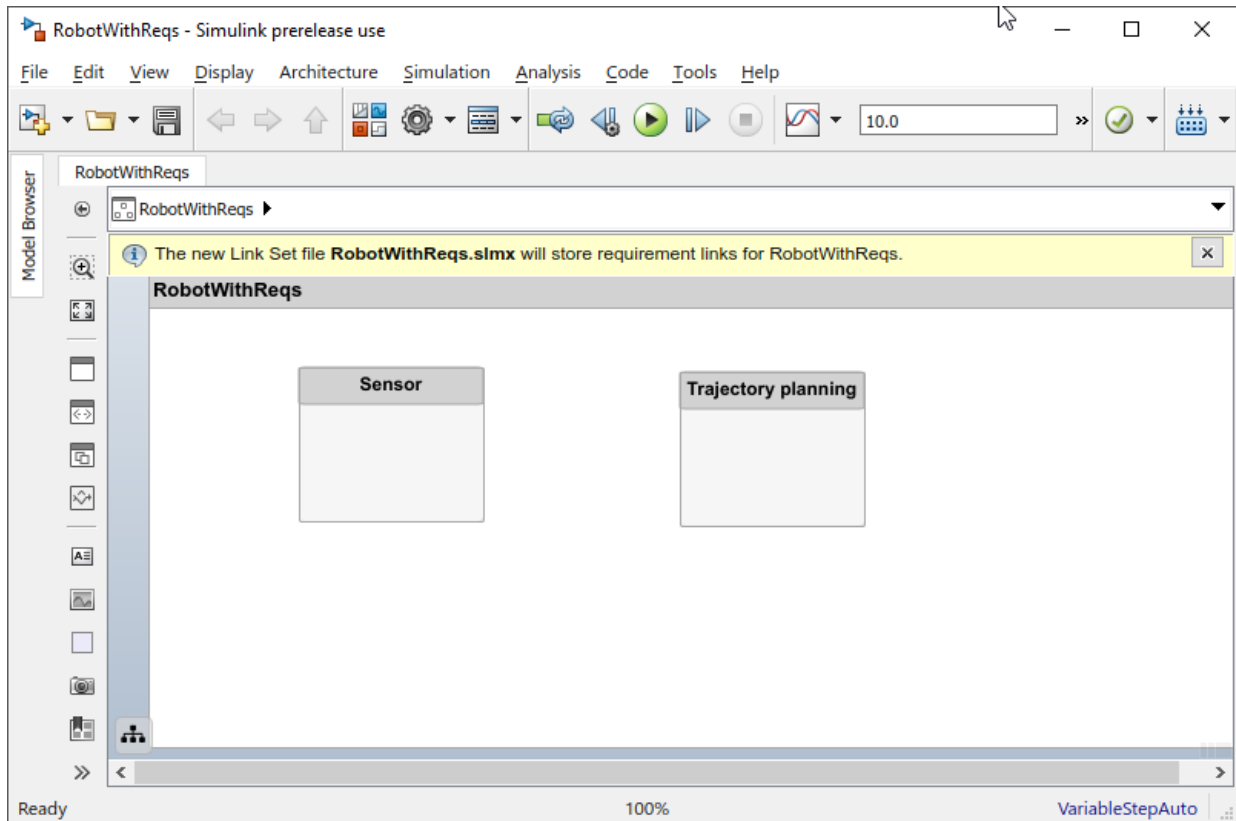 RobotWithReqs - Simulink prerelease use
File Edit View Display Architecture Simulation Analysis Code Tools Help
10.0
Model Browser
RobotWithReqs
RobotWithReqs
The new Link Set file RobotWithReqs.slmx will store requirement links for RobotWithReqs.
RobotWithReqs
Sensor
Trajectory planning
Ready 100% VariableStepAuto